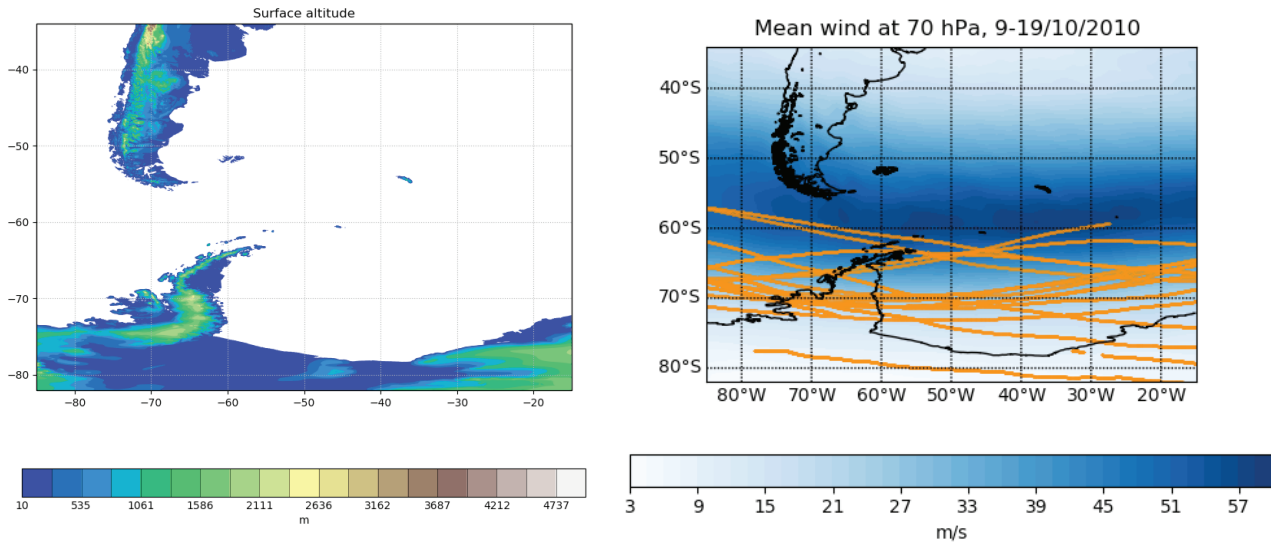 Surface altitude
−40
−50
−60
−70
−80
−80 −70 −60 −50 −40 −30 −20
10 535 1061 1586 2111 2636 3162 3687 4212 4737
m
Mean wind at 70 hPa, 9-19/10/2010
40°S
50°S
60°S
70°S
80°S
80°W 70°W 60°W 50°W 40°W 30°W 20°W
3 9 15 21 27 33 39 45 51 57
m/s